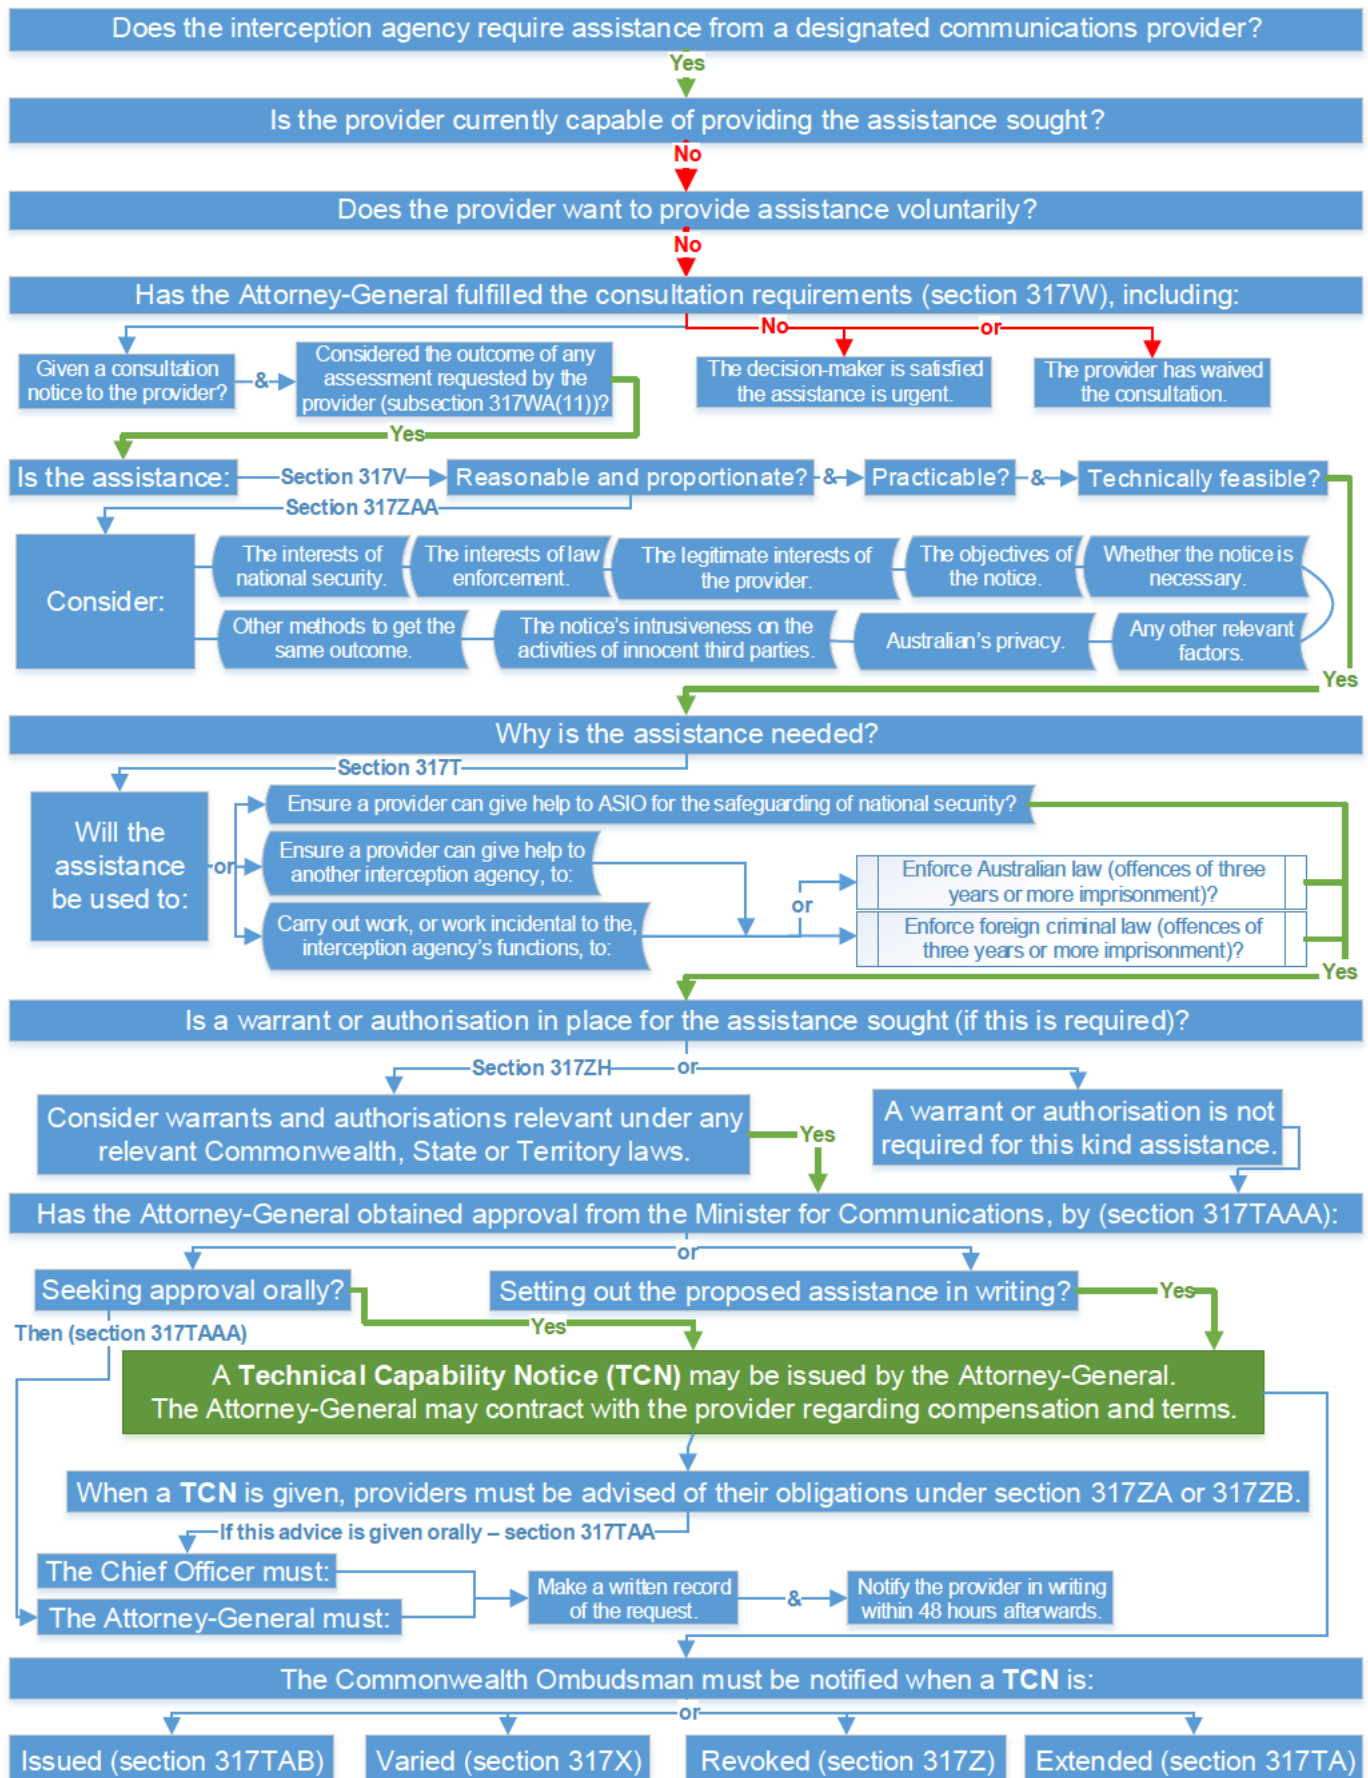 Does the interception agency require assistance from a designated communications provider?
Yes
Is the provider currently capable of providing the assistance sought?
No
Does the provider want to provide assistance voluntarily?
No
Has the Attorney-General fulfilled the consultation requirements (section 317W), including:
No
or
Given a consultation
notice to the provider?
&
Considered the outcome of any
assessment requested by the
provider (subsection 317WA(11))?
The decision-maker is satisfied
the assistance is urgent.
The provider has waived
the consultation.
Yes
Is the assistance:
Section 317V
Reasonable and proportionate?
&
Practicable?
&
Technically feasible?
Section 317ZAA
Consider:
The interests of
national security.
The interests of law
enforcement.
The legitimate interests of
the provider.
The objectives of
the notice.
Whether the notice is
necessary.
Other methods to get the
same outcome.
The notice's intrusiveness on the
activities of innocent third parties.
Australian's privacy.
Any other relevant
factors.
Yes
Why is the assistance needed?
Section 317T
Will the
assistance
be used to:
or
Ensure a provider can give help to ASIO for the safeguarding of national security?
Ensure a provider can give help to
another interception agency, to:
Carry out work, or work incidental to the,
interception agency's functions, to:
or
Enforce Australian law (offences of three
years or more imprisonment)?
Enforce foreign criminal law (offences of
three years or more imprisonment)?
Yes
Is a warrant or authorisation in place for the assistance sought (if this is required)?
Section 317ZH
or
Consider warrants and authorisations relevant under any
relevant Commonwealth, State or Territory laws.
Yes
A warrant or authorisation is not
required for this kind assistance.
Has the Attorney-General obtained approval from the Minister for Communications, by (section 317TAAA):
or
Seeking approval orally?
Setting out the proposed assistance in writing?
Yes
Yes
Then (section 317TAAA)
A Technical Capability Notice (TCN) may be issued by the Attorney-General.
The Attorney-General may contract with the provider regarding compensation and terms.
When a TCN is given, providers must be advised of their obligations under section 317ZA or 317ZB.
If this advice is given orally – section 317TAA
The Chief Officer must:
The Attorney-General must:
Make a written record
of the request.
&
Notify the provider in writing
within 48 hours afterwards.
The Commonwealth Ombudsman must be notified when a TCN is:
or
Issued (section 317TAB)
Varied (section 317X)
Revoked (section 317Z)
Extended (section 317TA)